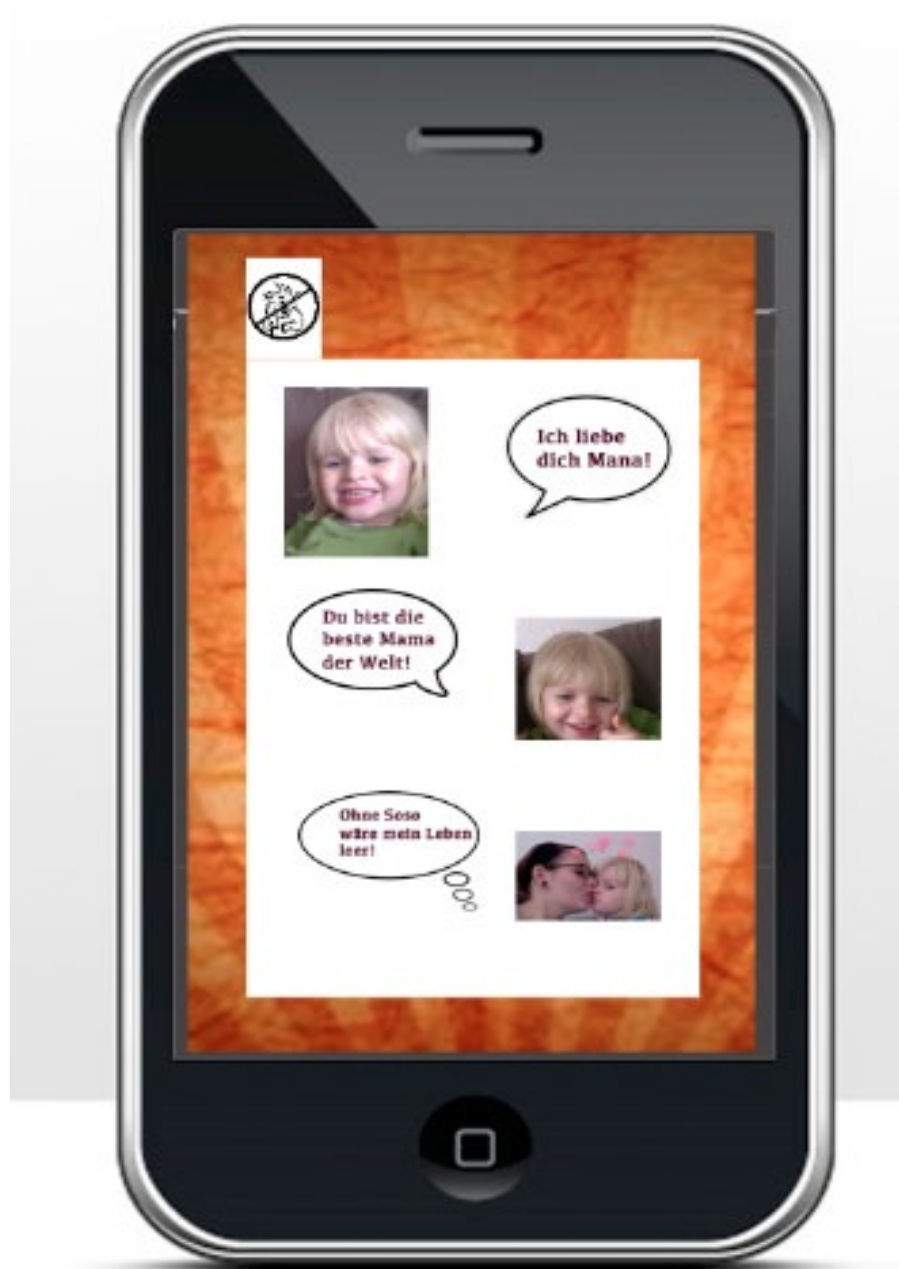 Ich liebe
dich Mana!
Du bist die
beste Mama
der Welt!
Ohne Soso
wäre mein Leben
leer!